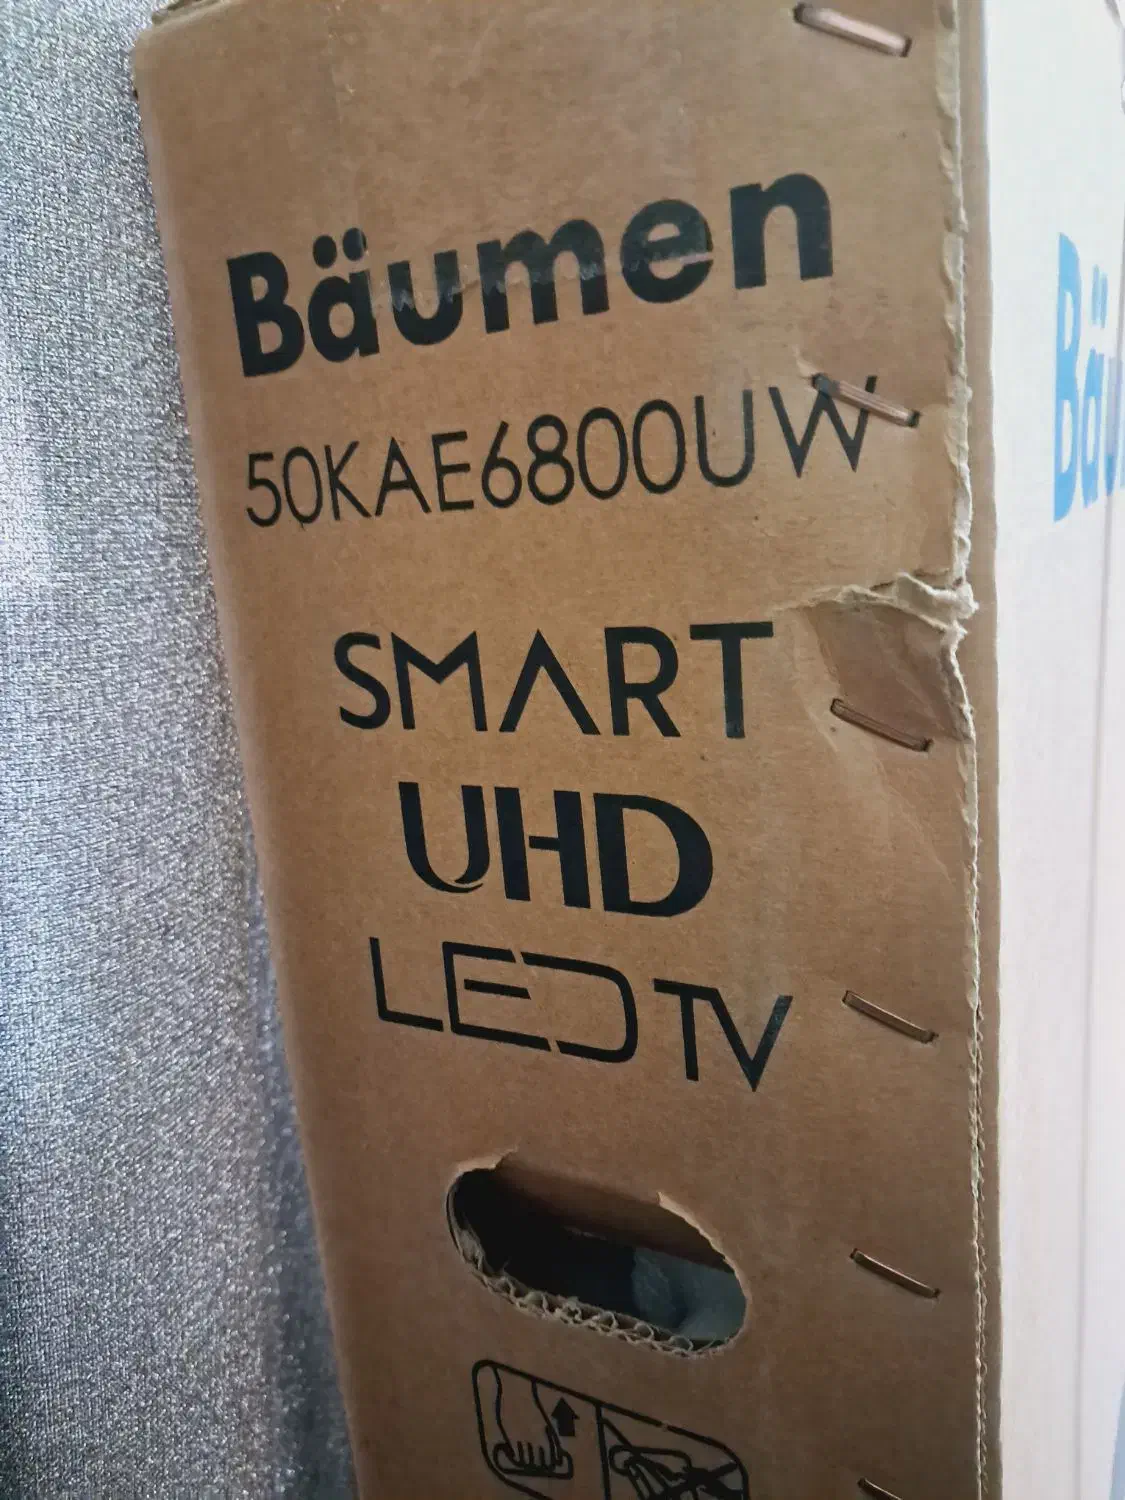 Bäumen
50KAE6800UW
SMART
UHD
LED TV